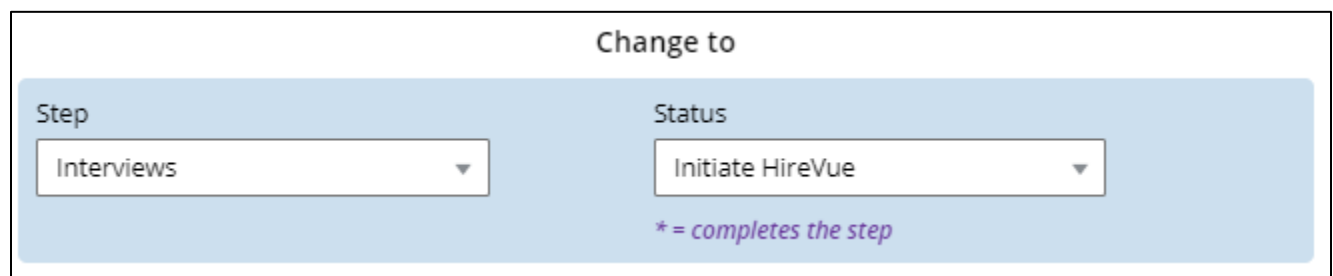 Change to
Step
Status
Interviews
Initiate HireVue
* = completes the step